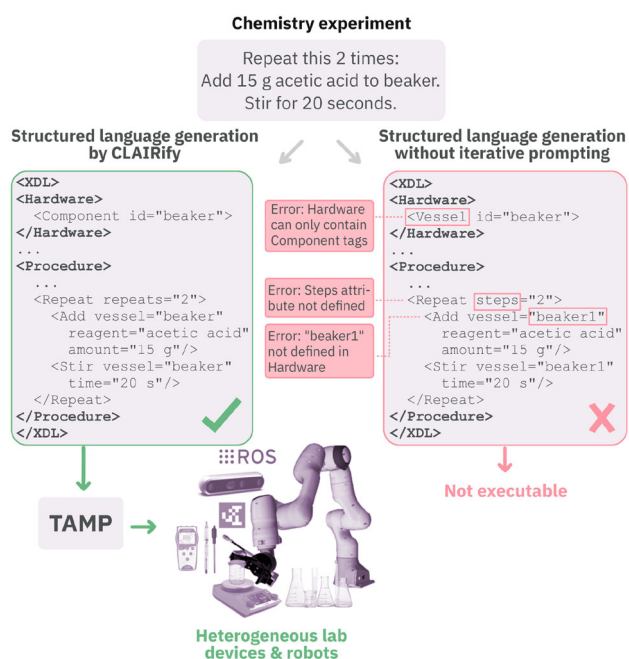 Chemistry experiment
Repeat this 2 times:
Add 15 g acetic acid to beaker.
Stir for 20 seconds.
Structured language generation
by CLAIRify
<XDL>
<Hardware>
<Component id="beaker">
</Hardware>
...
<Procedure>
...
<Repeat repeats="2">
<Add vessel="beaker"
reagent="acetic acid"
amount="15 g"/>
<Stir vessel="beaker"
time="20 s"/>
</Repeat>
</Procedure>
</XDL>
Error: Hardware
can only contain
Component tags
Error: Steps attri-
bute not defined
Error: "beaker1"
not defined in
Hardware
Structured language generation
without iterative prompting
<XDL>
<Hardware>
<Vessel id="beaker">
</Hardware>
...
<Procedure>
...
<Repeat steps="2">
<Add vessel="beaker1"
reagent="acetic acid"
amount="15 g"/>
<Stir vessel="beaker1"
time="20 s"/>
</Repeat>
</Procedure>
</XDL>
Not executable
TAMP
ROS
Heterogeneous lab
devices & robots